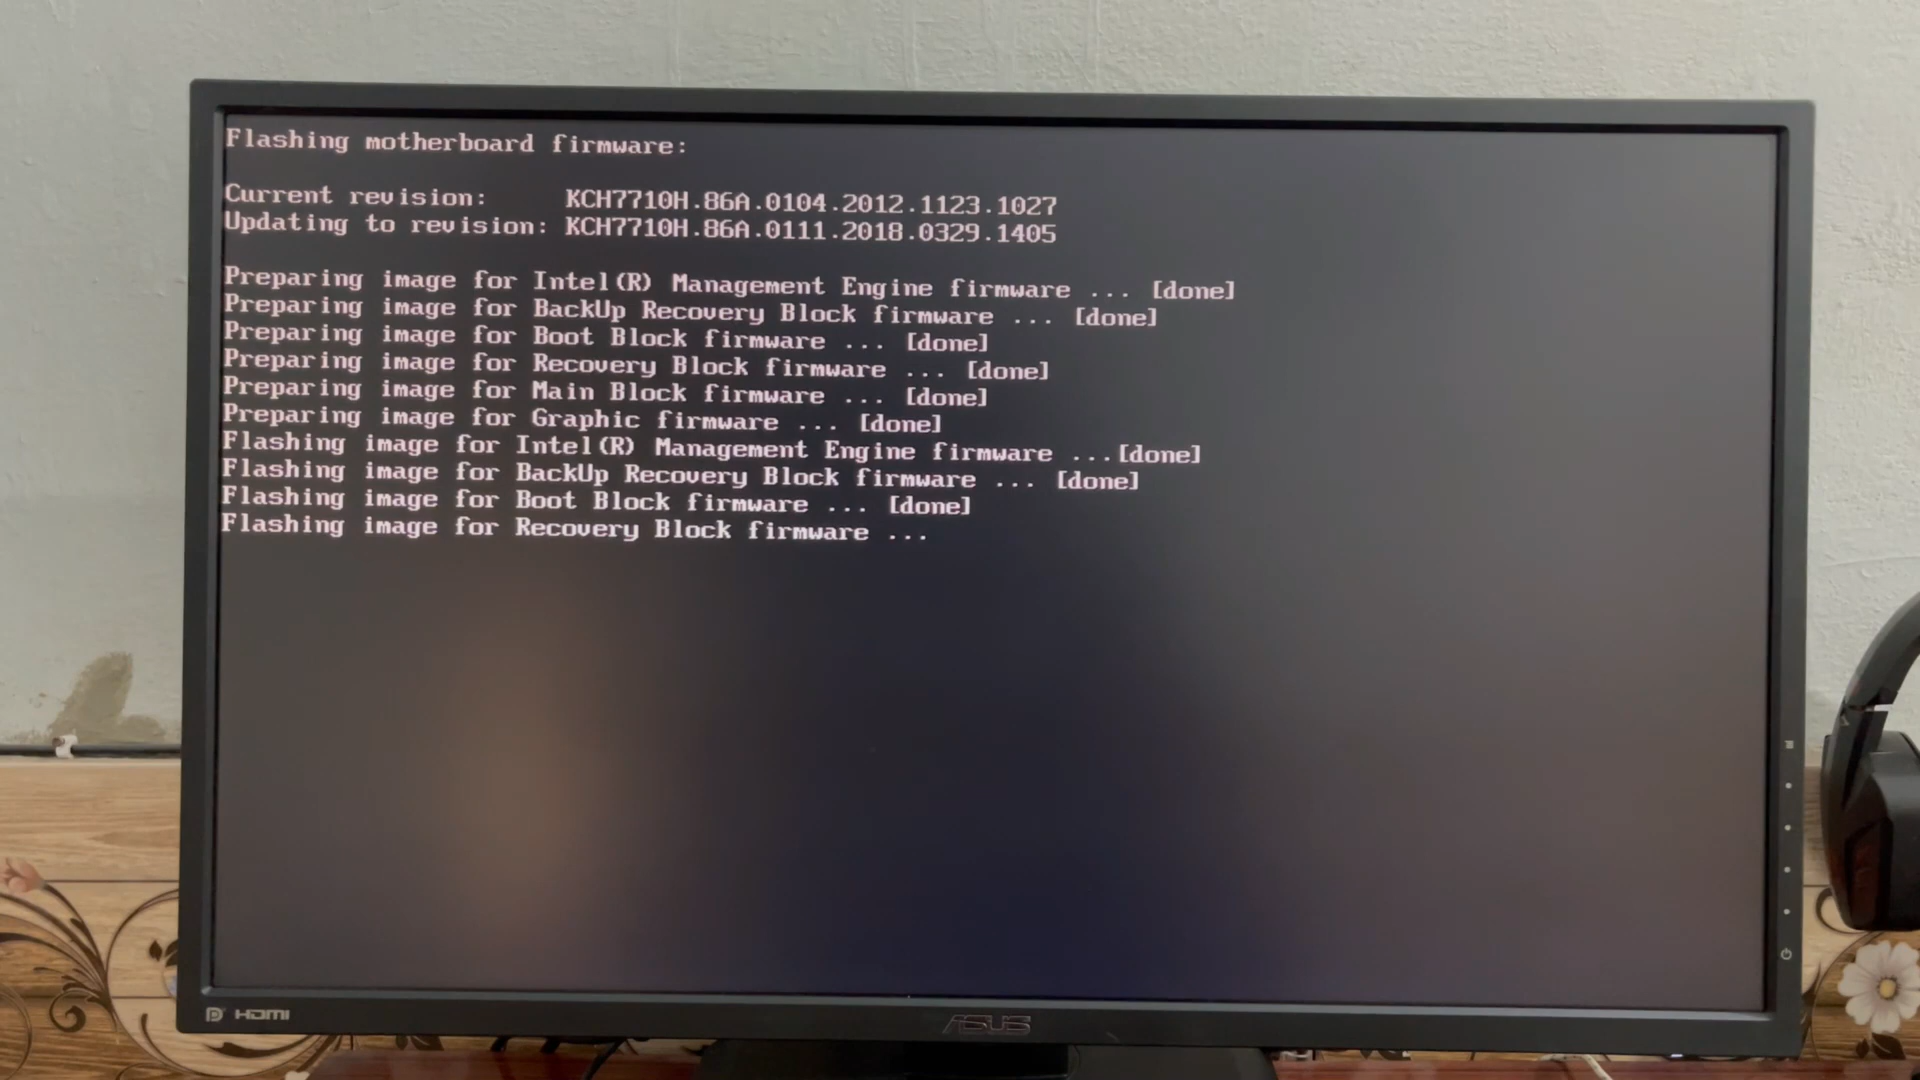 Flashing motherboard firmware:
Current revision: KCH7710H.86A.0104.2012.1123.1027
Updating to revision: KCH7710H.86A.0111.2018.0329.1405
Preparing image for Intel(R) Management Engine firmware ... [done]
Preparing image for BackUp Recovery Block firmware ... [done]
Preparing image for Boot Block firmware ... [done]
Preparing image for Recovery Block firmware ... [done]
Preparing image for Main Block firmware ... [done]
Preparing image for Graphic firmware ... [done]
Flashing image for Intel(R) Management Engine firmware ...[done]
Flashing image for BackUp Recovery Block firmware ... [done]
Flashing image for Boot Block firmware ... [done]
Flashing image for Recovery Block firmware ...
HDMI
ASUS